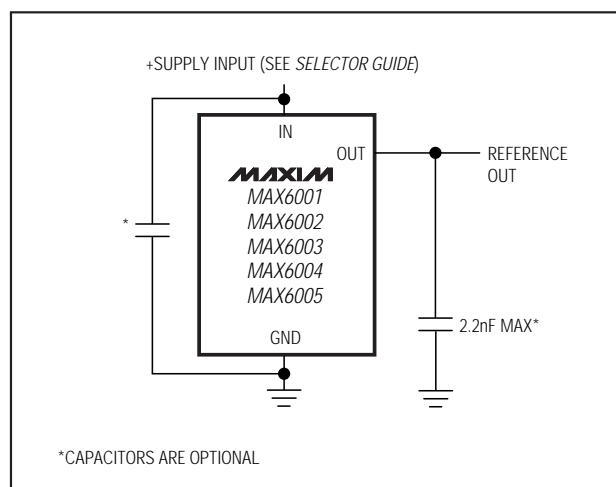 +SUPPLY INPUT (SEE SELECTOR GUIDE)
IN
OUT
REFERENCE
OUT
MAXIM
MAX6001
MAX6002
MAX6003
MAX6004
MAX6005
*
2.2nF MAX*
GND
*CAPACITORS ARE OPTIONAL